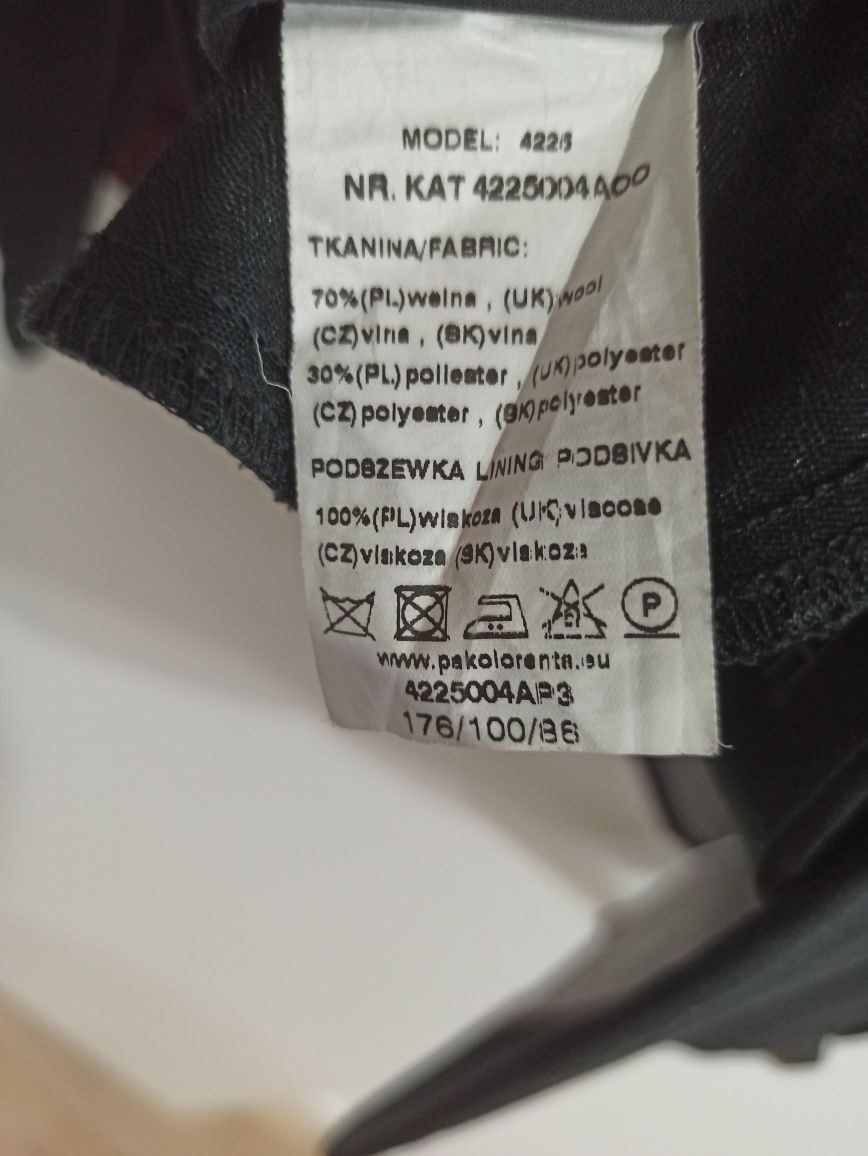 MODEL: 4225
NR. KAT 4225004A00
TKANINA/FABRIC:
70%(PL)wełna , (UK)wool
(CZ)vlna , (SK)vlna
30%(PL)poliester , (UK)polyester
(CZ)polyester , (SK)polyester
PODSZEWKA LINING PODSIVKA
100%(PL)wiskoza (UK)viscose
(CZ)viskoza (SK)viskoza
P
www.pakolorente.eu
4225004AP3
176/100/86